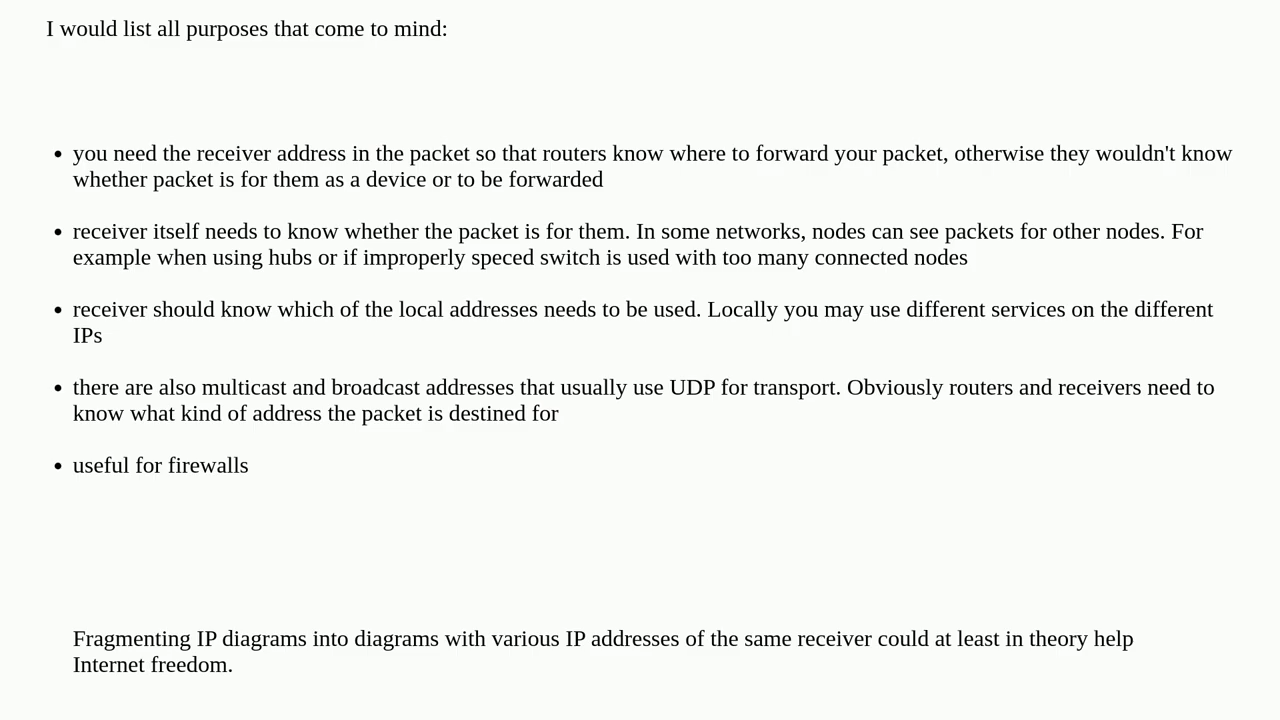 I would list all purposes that come to mind:
• you need the receiver address in the packet so that routers know where to forward your packet, otherwise they wouldn't know
whether packet is for them as a device or to be forwarded
• receiver itself needs to know whether the packet is for them. In some networks, nodes can see packets for other nodes. For
example when using hubs or if improperly speced switch is used with too many connected nodes
• receiver should know which of the local addresses needs to be used. Locally you may use different services on the different
IPs
• there are also multicast and broadcast addresses that usually use UDP for transport. Obviously routers and receivers need to
know what kind of address the packet is destined for
• useful for firewalls
Fragmenting IP diagrams into diagrams with various IP addresses of the same receiver could at least in theory help
Internet freedom.